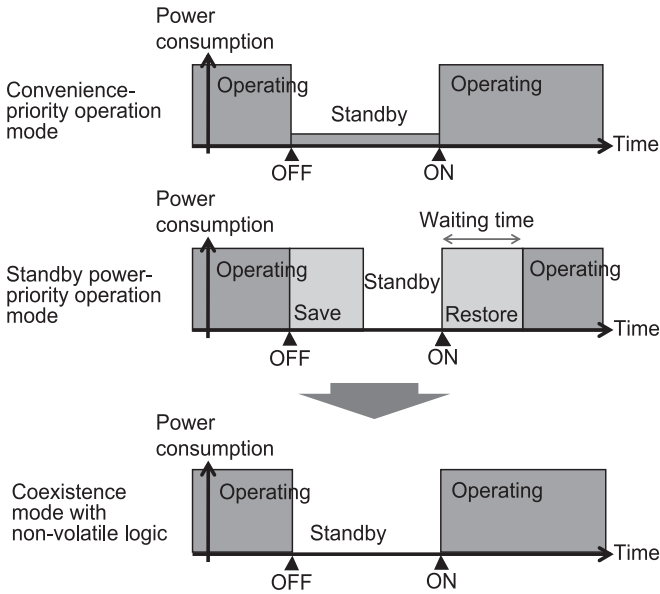 Power
consumption
Convenience-
priority operation
mode
Operating
Standby
Operating
Time
OFF
ON
Power
consumption
Waiting time
Standby power-
priority operation
mode
Operating
Save
Standby
Restore
Operating
Time
OFF
ON
Power
consumption
Coexistence
mode with
non-volatile logic
Operating
Standby
Operating
Time
OFF
ON